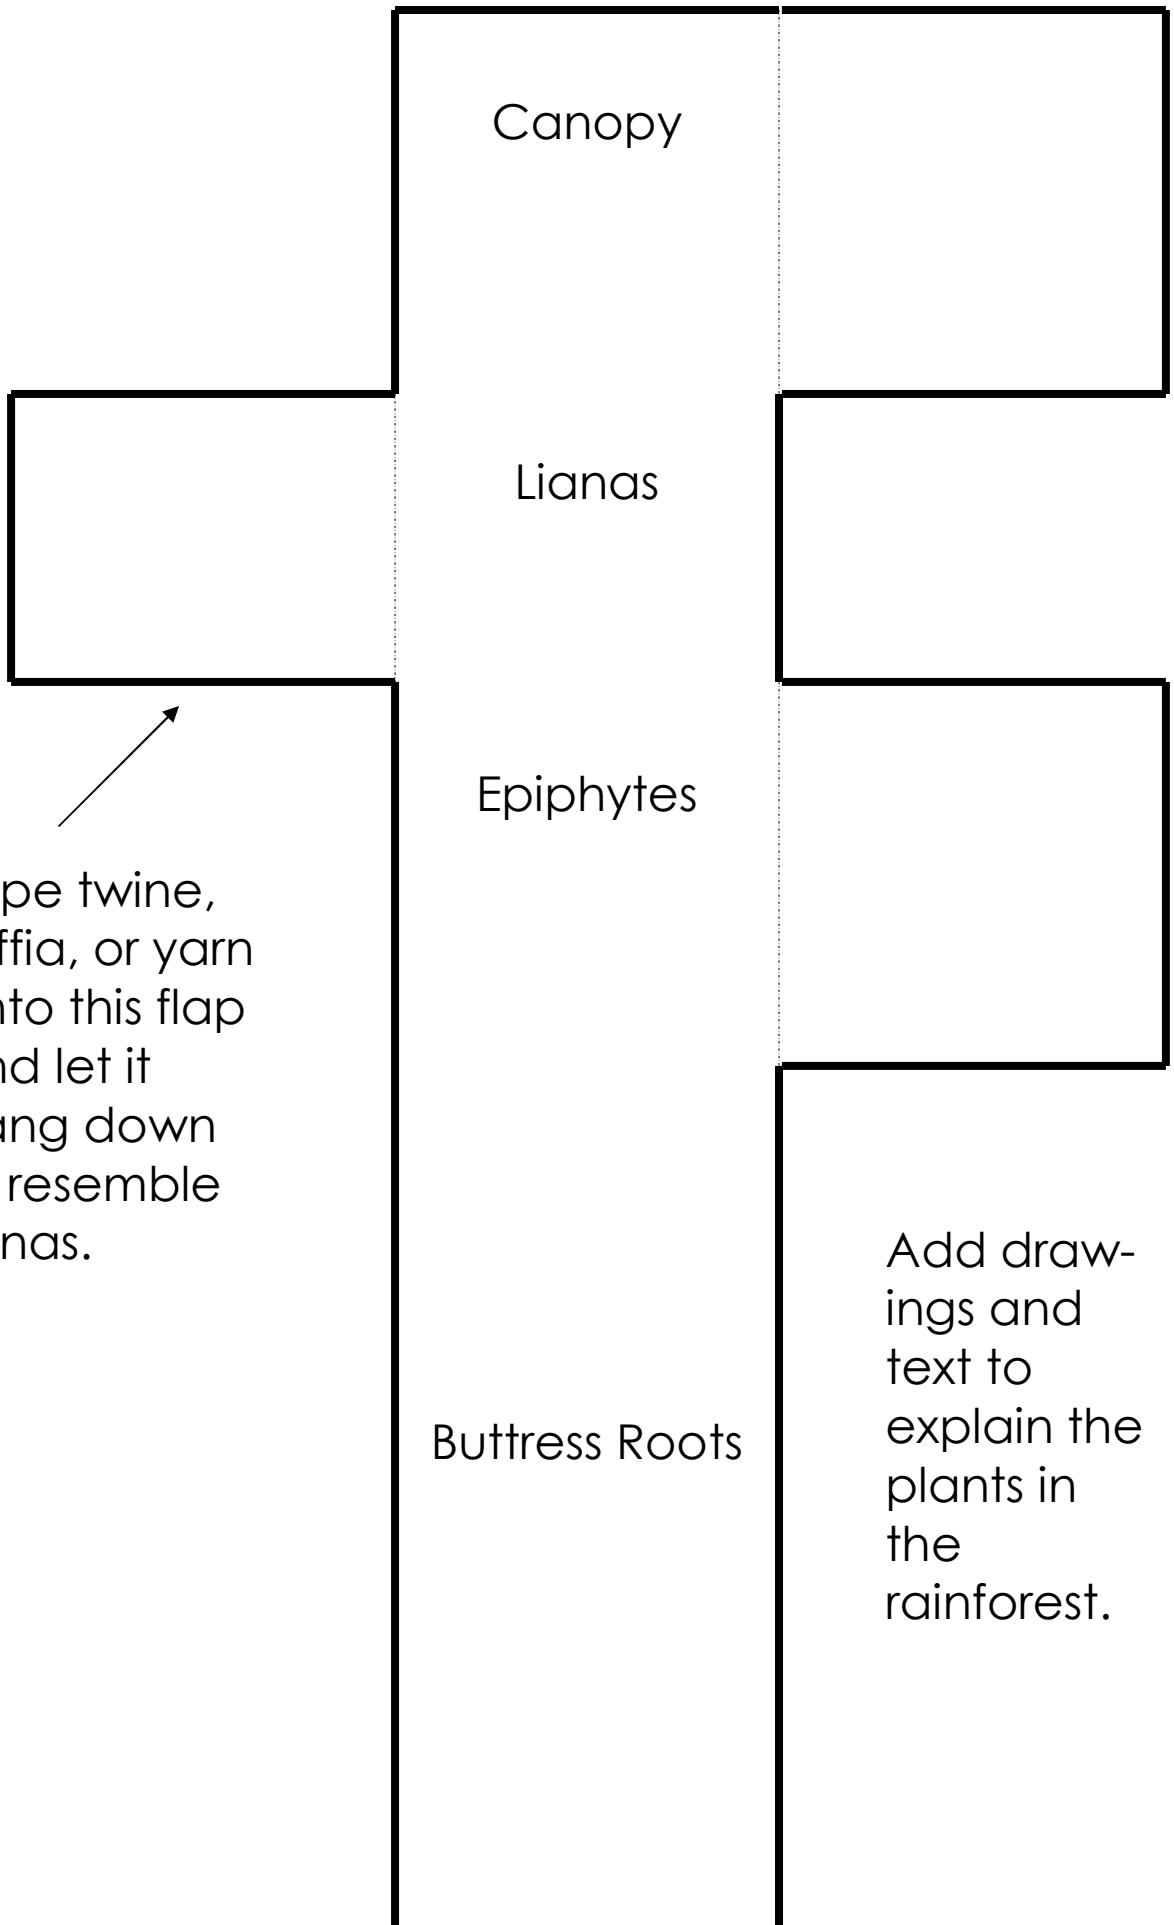 Canopy
Lianas
Epiphytes
pe twine,
ffia, or yarn
nto this flap
nd let it
ang down
resemble
nas.
Add draw-
ings and
text to
explain the
plants in
the
rainforest.
Buttress Roots